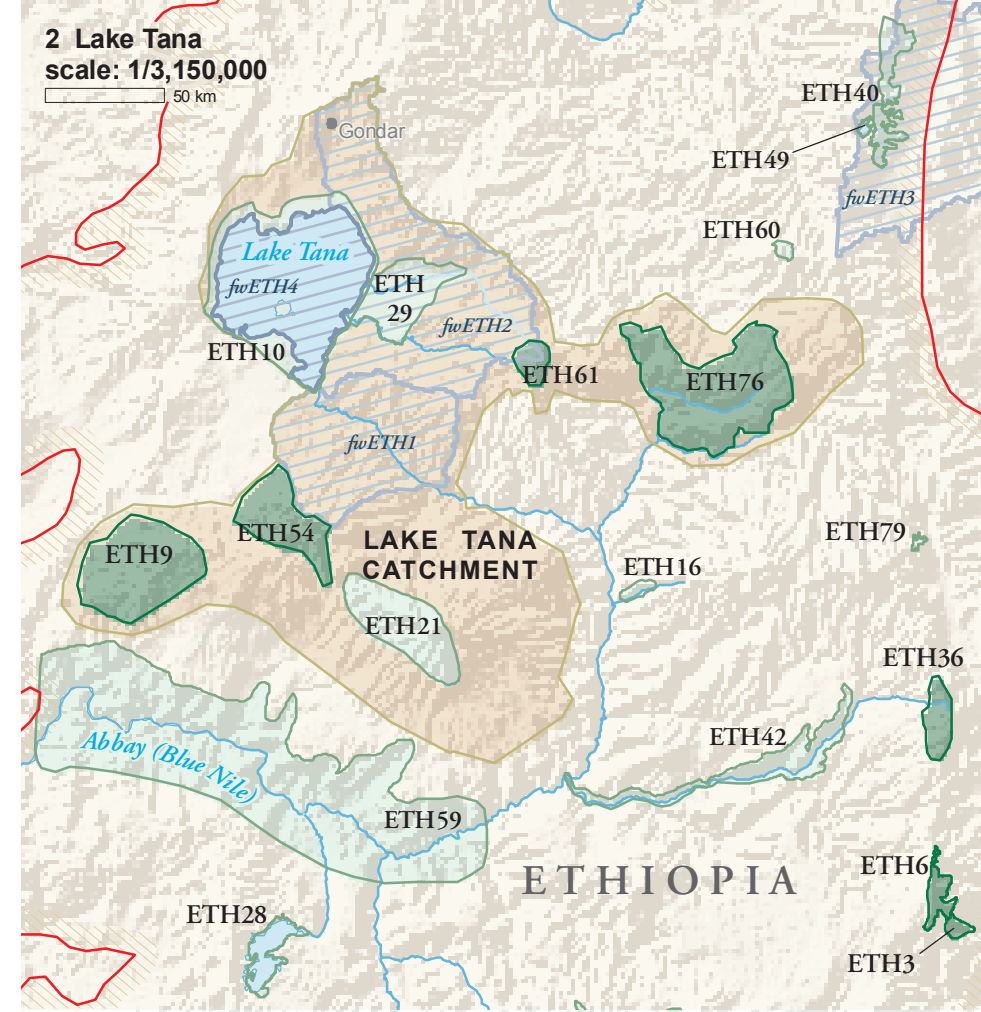 2 Lake Tana
scale: 1/3,150,000
50 km
ETH40
Gondar
ETH49
fwETH3
ETH60
Lake Tana
fwETH4
ETH
29
fwETH2
ETH10
ETH61
ETH76
fwETH1
ETH54
ETH9
LAKE TANA
CATCHMENT
ETH79
ETH16
ETH21
ETH36
ETH42
Abbay (Blue Nile)
ETH59
ETHIOPIA
ETH6
ETH28
ETH3